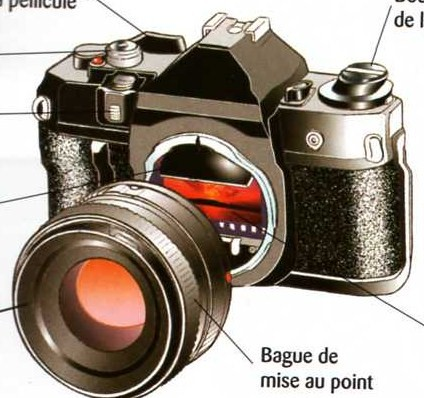 pellicule
de l
Bague de
mise au point